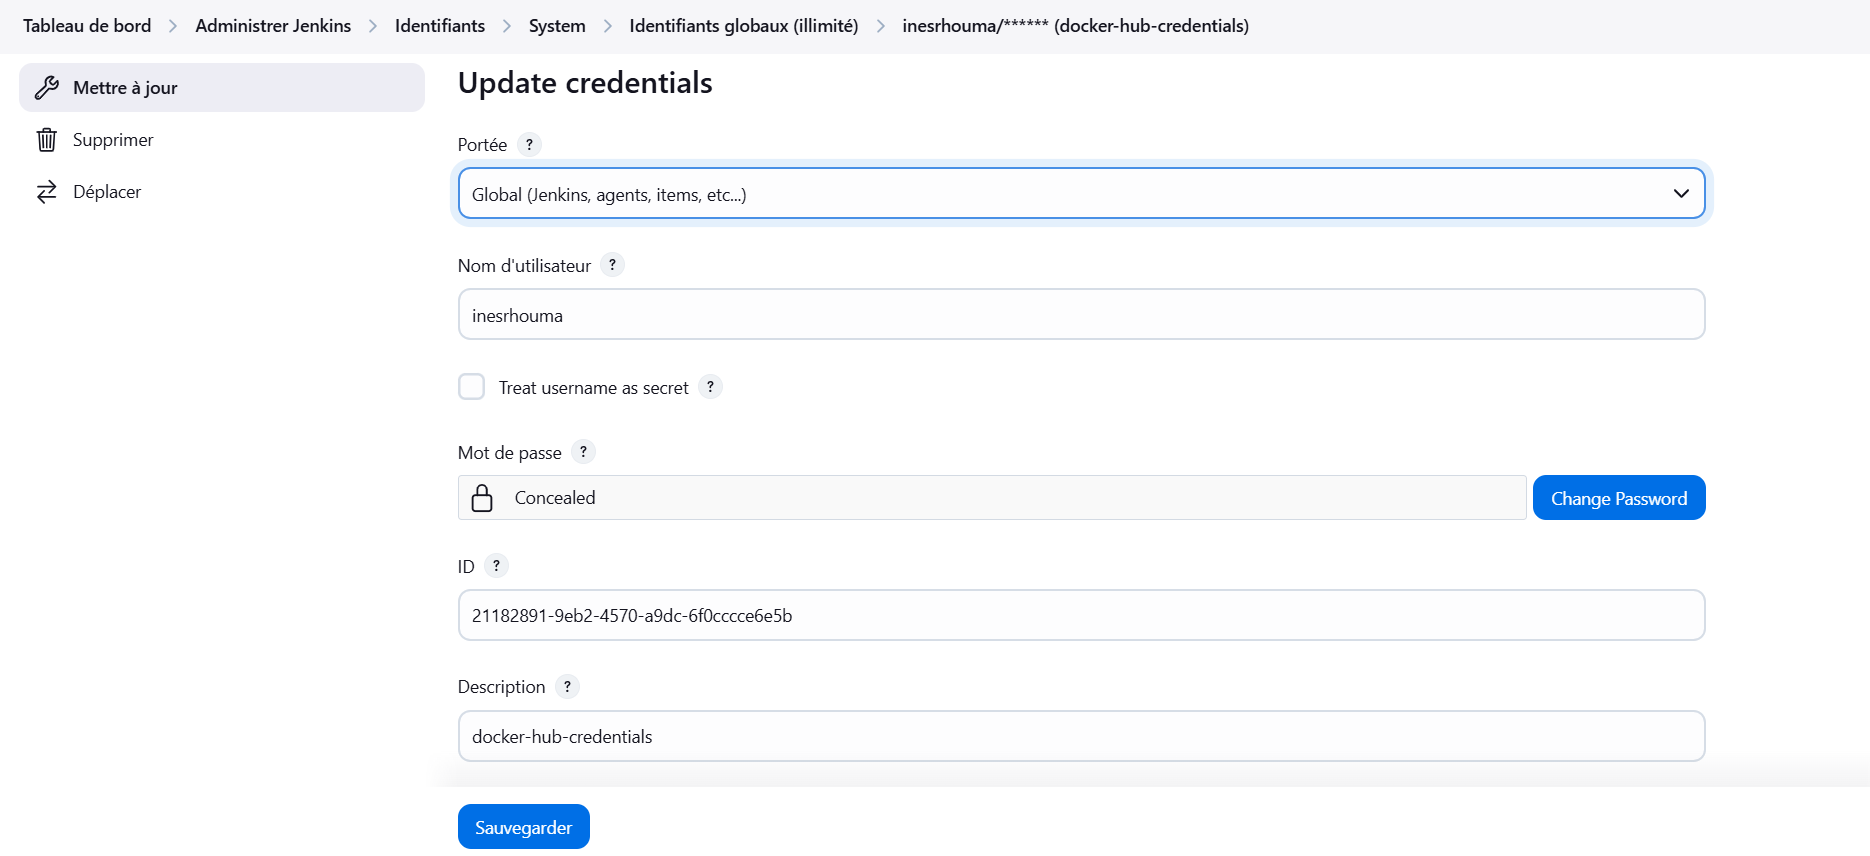 Tableau de bord > Administrer Jenkins > Identifiants > System > Identifiants globaux (illimité) > inesrhouma/****** (docker-hub-credentials)
Mettre à jour
Supprimer
Déplacer
Update credentials
Portée ?
Global (Jenkins, agents, items, etc...)
Nom d'utilisateur ?
inesrhouma
Treat username as secret ?
Mot de passe ?
Concealed
Change Password
ID ?
21182891-9eb2-4570-a9dc-6f0cccce6e5b
Description ?
docker-hub-credentials
Sauvegarder